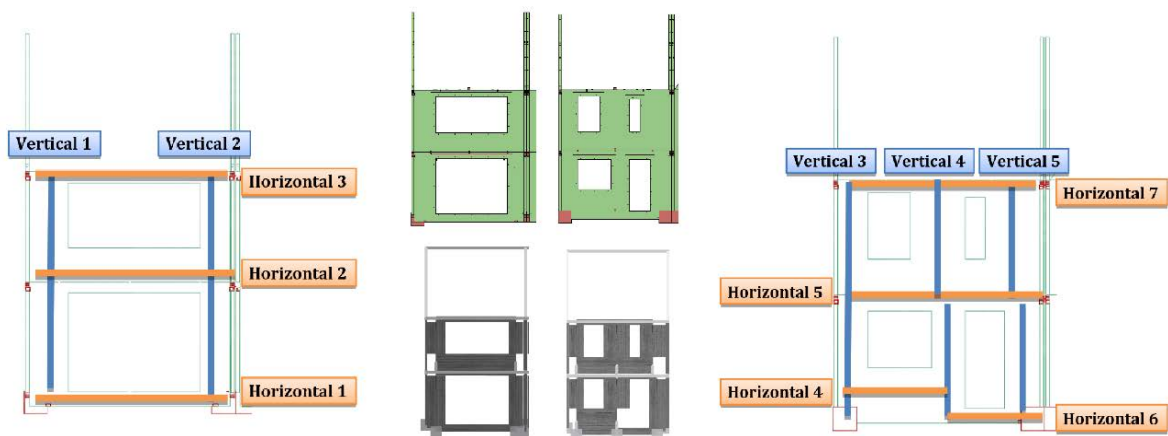 Vertical 1
Vertical 2
Horizontal 3
Horizontal 2
Horizontal 1
Vertical 3
Vertical 4
Vertical 5
Horizontal 7
Horizontal 5
Horizontal 4
Horizontal 6